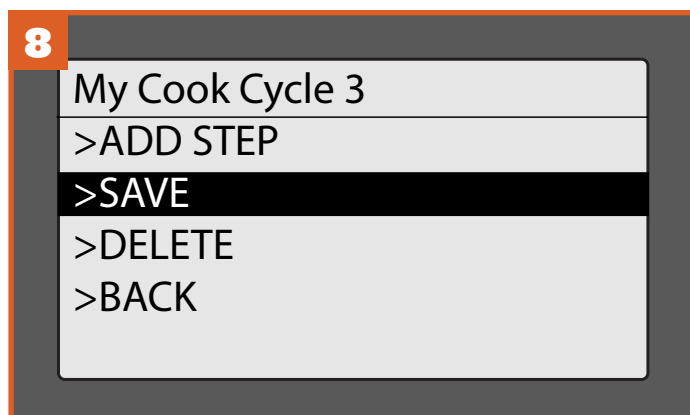 8
My Cook Cycle 3
>ADD STEP
>SAVE
>DELETE
>BACK